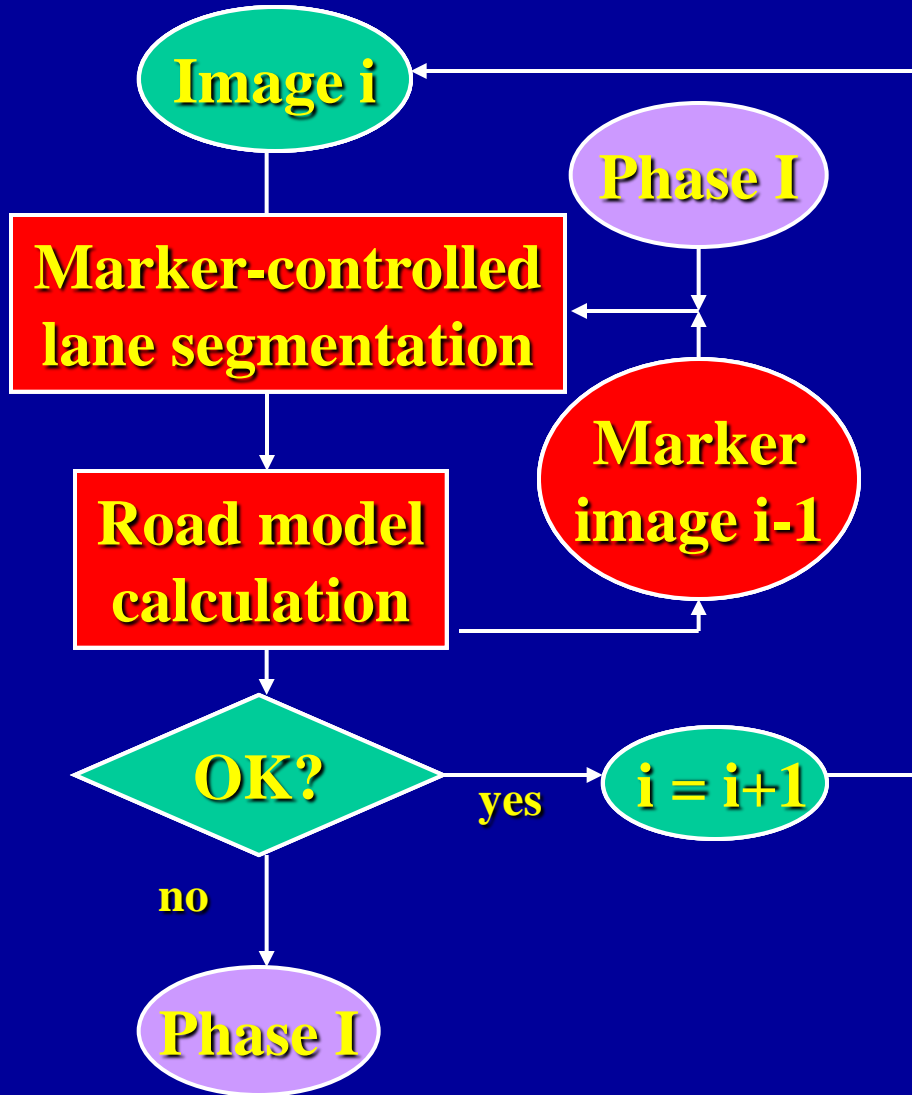 Image i
Phase I
Marker-controlled
lane segmentation
Marker
image i-1
Road model
calculation
OK?
yes
i = i+1
no
Phase I